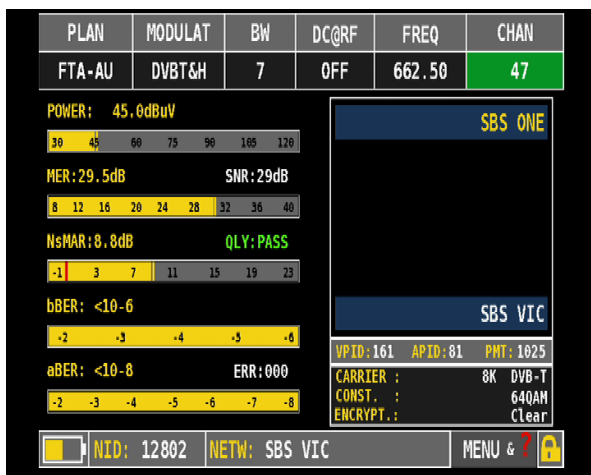 PLAN MODULAT BW DC@RF FREQ CHAN
FTA-AU DVBT&H 7 OFF 662.50 47
POWER: 45.0dBuV
30 45 60 75 90 105 120
MER:29.5dB SNR:29dB
8 12 16 20 24 28 32 36 40
NsMAR:8.8dB QLY:PASS
-1 3 7 11 15 19 23
bBER: <10-6
-2 -3 -4 -5 -6
aBER: <10-8 ERR:000
-2 -3 -4 -5 -6 -7 -8
SBS ONE
SBS VIC
VPID:161 APID:81 PMT:1025
CARRIER : 8K DVB-T
CONST. : 64QAM
ENCRYPT.: Clear
NID: 12802 NETW: SBS VIC MENU & ?